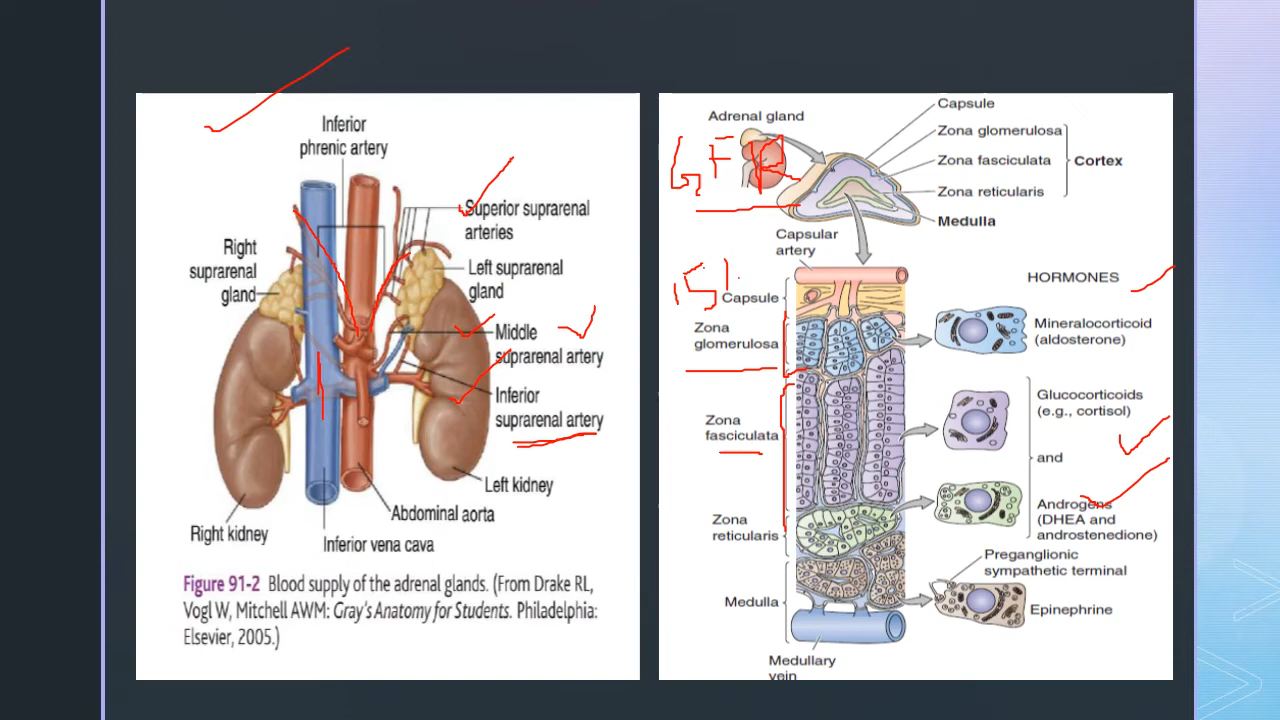 Inferior
phrenic artery
Superior suprarenal
arteries
Right
suprarenal
gland
Left suprarenal
gland
Middle
suprarenal artery
Inferior
suprarenal artery
Left kidney
Abdominal aorta
Right kidney
Inferior vena cava
Figure 91-2 Blood supply of the adrenal glands. (From Drake RL,
Vogl W, Mitchell AWM: Gray's Anatomy for Students. Philadelphia:
Elsevier, 2005.)
Capsule
Adrenal gland
Zona glomerulosa
Zona fasciculata
Cortex
Zona reticularis
Medulla
G F R
Capsular
artery
HORMONES
Capsule
Zona
glomerulosa
Mineralocorticoid
(aldosterone)
Glucocorticoids
(e.g., cortisol)
Zona
fasciculata
and
Zona
reticularis
Androgens
(DHEA and
androstenedione)
Preganglionic
sympathetic terminal
Medulla
Epinephrine
Medullary
vein